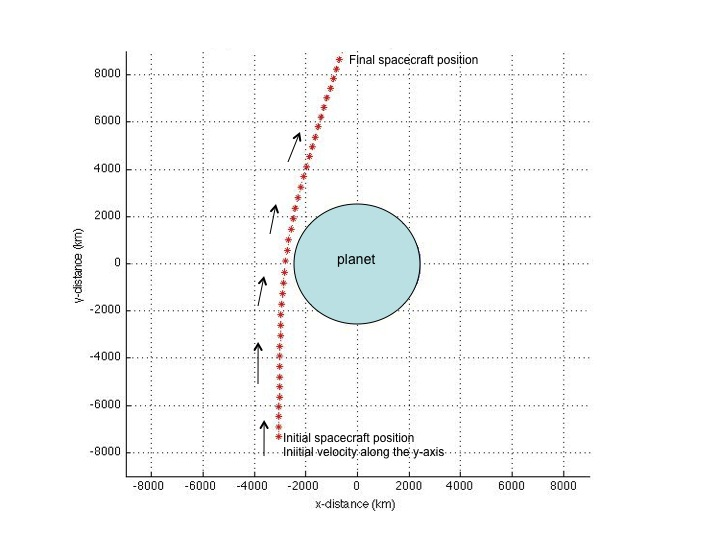 FInal spacecraft position
8000
6000
4000
2000
0
-2000
-4000
-6000
-8000
y-distance (km)
planet
Initial spacecraft position
Iniitial velocity along the y-axis
-8000 -6000 -4000 -2000 0 2000 4000 6000 8000
x-distance (km)